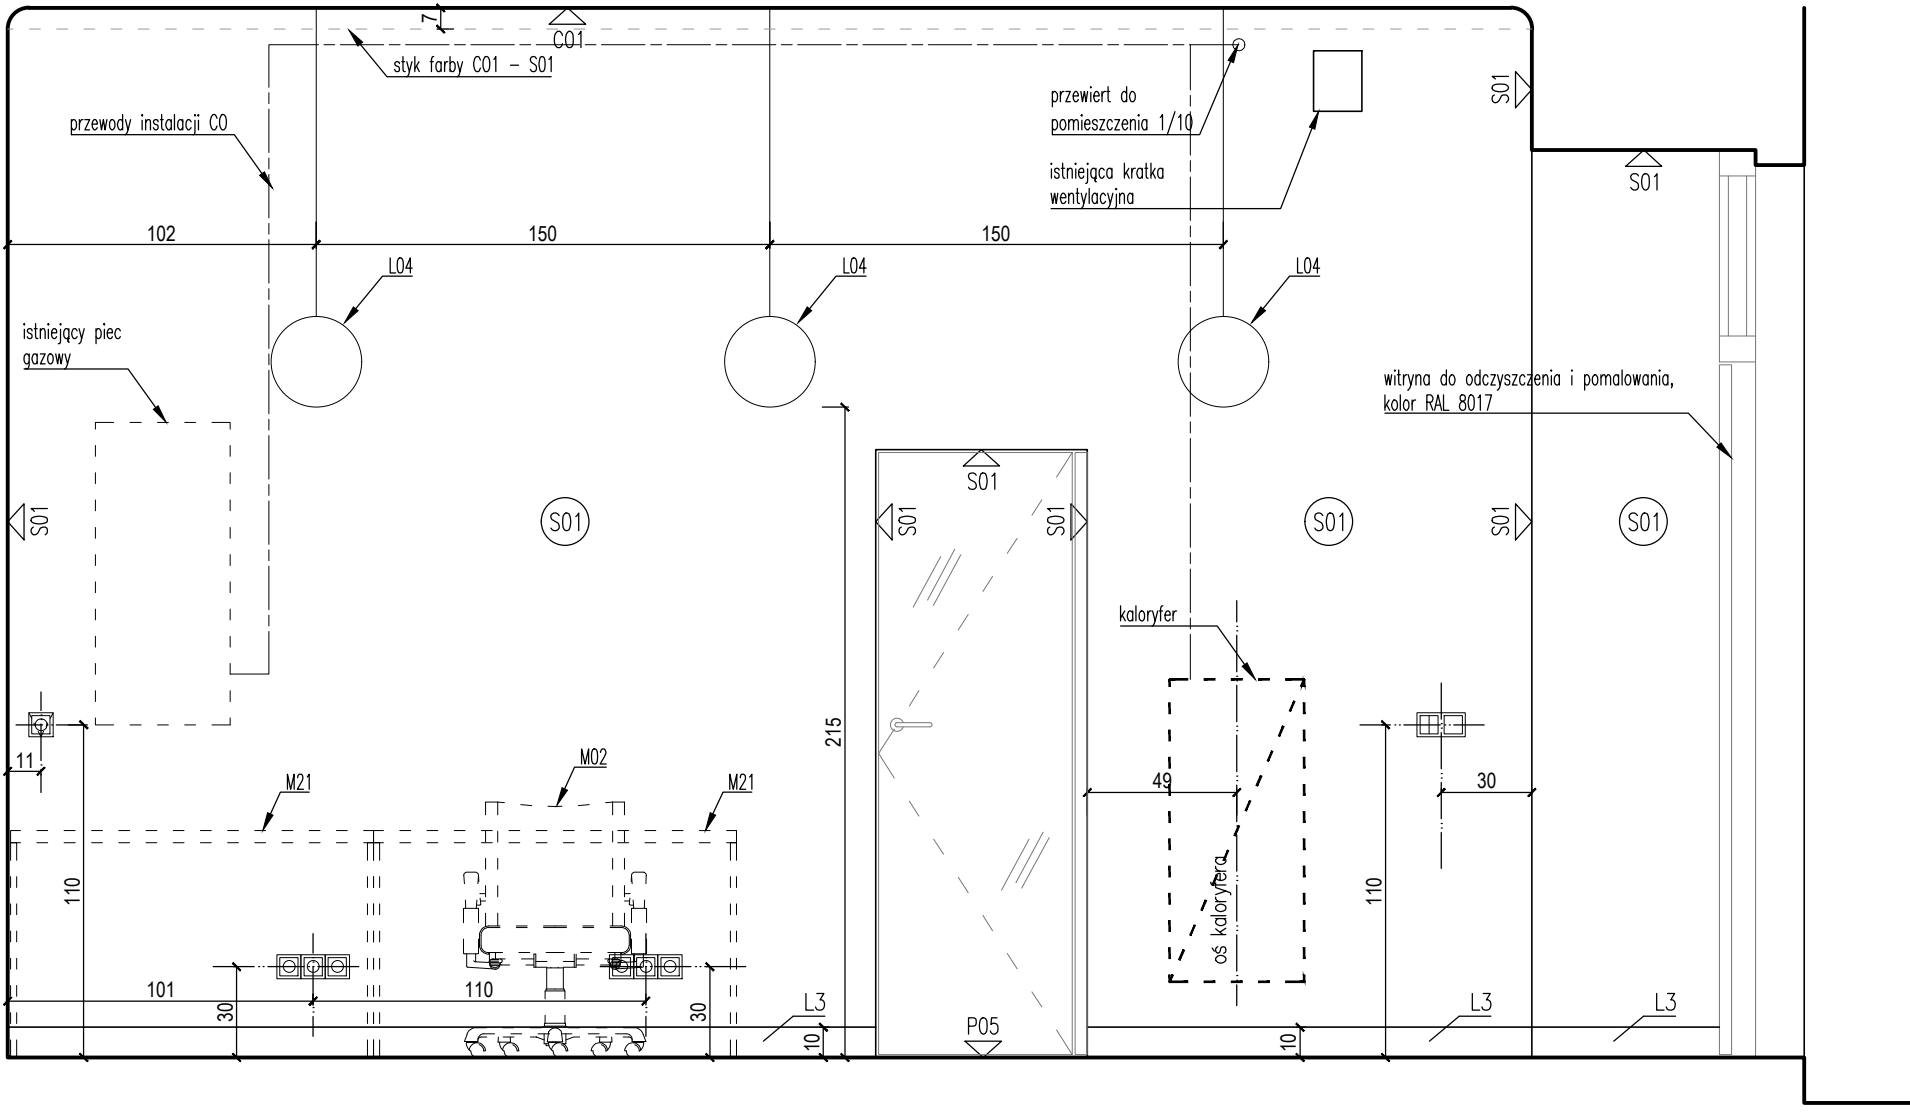 7
C01
styk farby C01 – S01
przewody instalacji CO
przewiert do
pomieszczenia 1/10
istniejąca kratka
wentylacyjna
S01
S01
102
150
150
L04
L04
L04
istniejący piec
gazowy
witryna do odczyszczenia i pomalowania,
kolor RAL 8017
S01
S01
S01
S01
S01
S01
S01
S01
kaloryfer
215
11
M21
M02
M21
49
30
110
oś kaloryfera
110
101
110
30
30
L3
10
P05
10
L3
L3